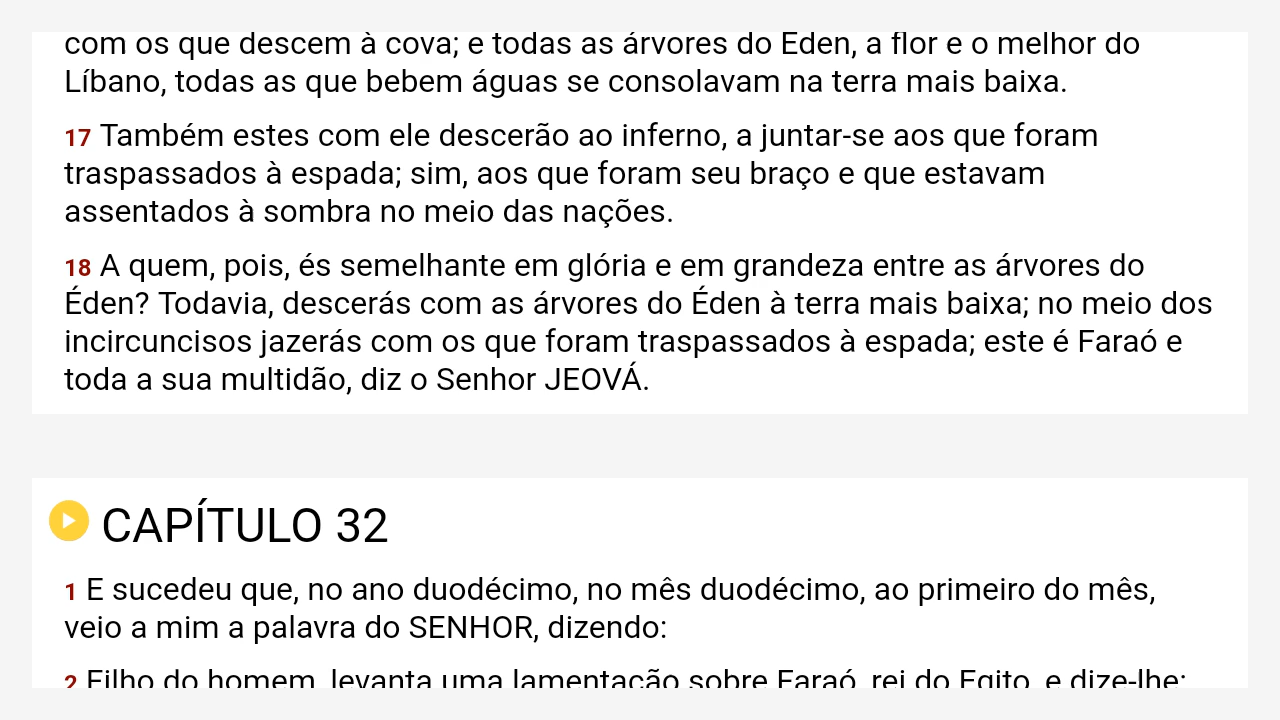 com os que descem à cova; e todas as árvores do Éden, a flor e o melhor do
Líbano, todas as que bebem águas se consolavam na terra mais baixa.
17 Também estes com ele descerão ao inferno, a juntar-se aos que foram
traspassados à espada; sim, aos que foram seu braço e que estavam
assentados à sombra no meio das nações.
18 A quem, pois, és semelhante em glória e em grandeza entre as árvores do
Éden? Todavia, descerás com as árvores do Éden à terra mais baixa; no meio dos
incircuncisos jazerás com os que foram traspassados à espada; este é Faraó e
toda a sua multidão, diz o Senhor JEOVÁ.
CAPÍTULO 32
1 E sucedeu que, no ano duodécimo, no mês duodécimo, ao primeiro do mês,
veio a mim a palavra do SENHOR, dizendo:
2 Filho do homem, levanta uma lamentação sobre Faraó, rei do Egito, e dize-lhe: